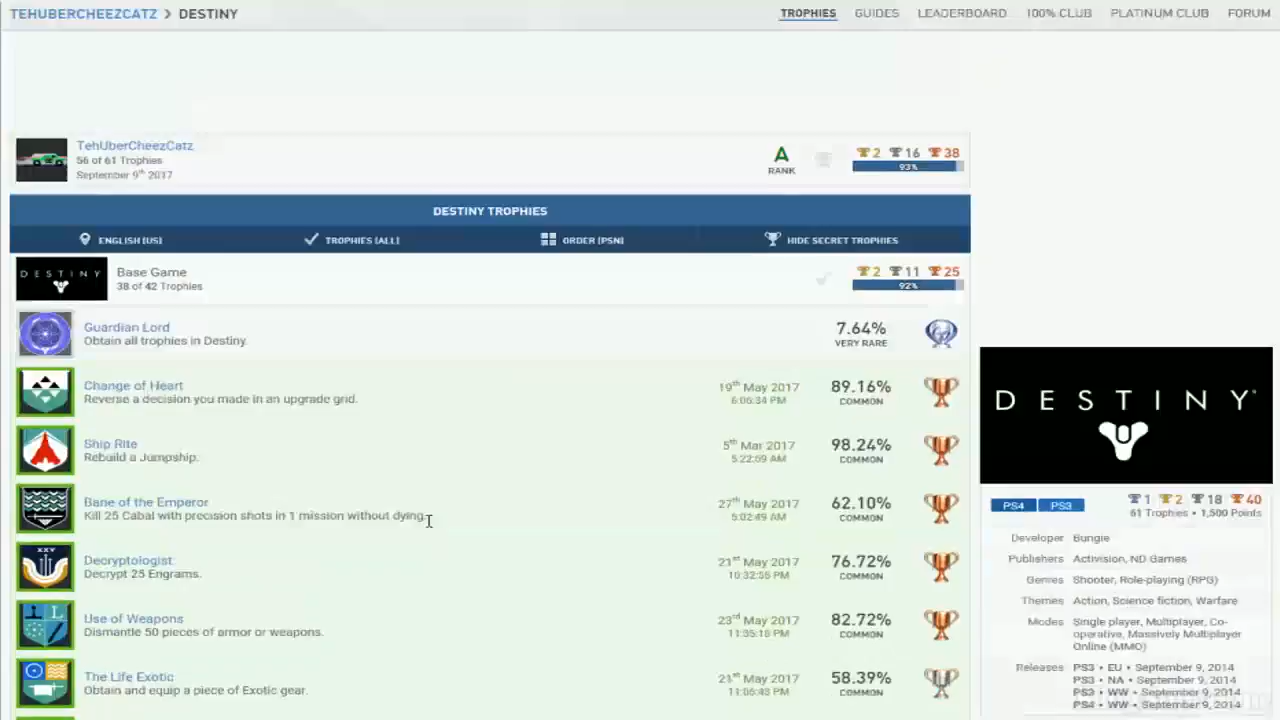 TEHUBERCHEEZCATZ > DESTINY
TROPHIES GUIDES LEADERBOARD 100% CLUB PLATINUM CLUB FORUM
TehUberCheezCatz
56 of 61 Trophies
September 9th 2017
A
RANK
2 16 38
93%
DESTINY TROPHIES
ENGLISH (US) TROPHIES (ALL) ORDER (PSN) HIDE SECRET TROPHIES
DESTINY
Base Game
38 of 42 Trophies
2 11 25
92%
Guardian Lord
Obtain all trophies in Destiny.
7.64%
VERY RARE
Change of Heart
Reverse a decision you made in an upgrade grid.
19th May 2017
6:06:34 PM
89.16%
COMMON
Ship Rite
Rebuild a Jumpship.
5th Mar 2017
5:22:59 AM
98.24%
COMMON
Bane of the Emperor
Kill 25 Cabal with precision shots in 1 mission without dying.
27th May 2017
5:02:49 AM
62.10%
COMMON
XXV
Decryptologist
Decrypt 25 Engrams.
21st May 2017
10:32:55 PM
76.72%
COMMON
L
Use of Weapons
Dismantle 50 pieces of armor or weapons.
23rd May 2017
11:35:18 PM
82.72%
COMMON
The Life Exotic
Obtain and equip a piece of Exotic gear.
21st May 2017
11:06:43 PM
58.39%
COMMON
DESTINY
PS4 PS3
1 2 18 40
61 Trophies • 1,500 Points
Developer Bungie
Publishers Activision, ND Games
Genres Shooter, Role-playing (RPG)
Themes Action, Science fiction, Warfare
Modes Single player, Multiplayer, Co-
operative, Massively Multiplayer
Online (MMO)
Releases PS3 • EU • September 9, 2014
PS3 • NA • September 9, 2014
PS3 • WW • September 9, 2014
PS4 • WW • September 9, 2014